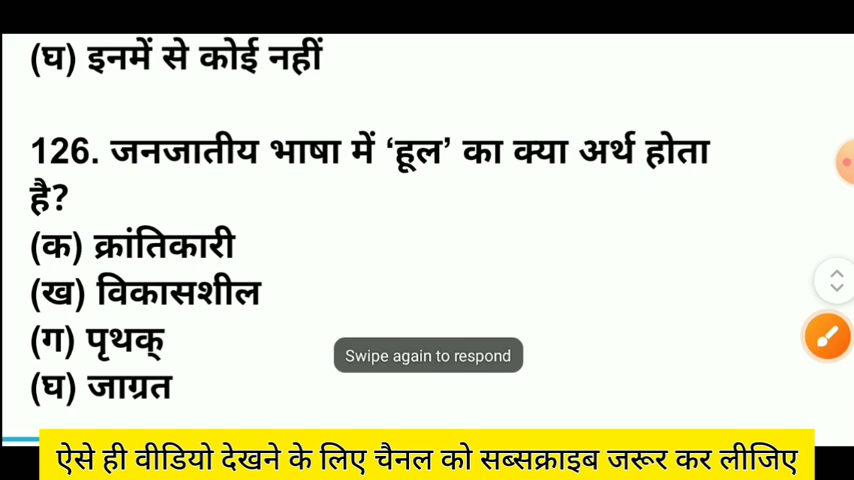 (घ) इनमें से कोई नहीं
126. जनजातीय भाषा में ‘हूल’ का क्या अर्थ होता
है?
(क) क्रांतिकारी
(ख) विकासशील
(ग) पृथक्
Swipe again to respond
(घ) जाग्रत
ऐसे ही वीडियो देखने के लिए चैनल को सब्सक्राइब जरूर कर लीजिए